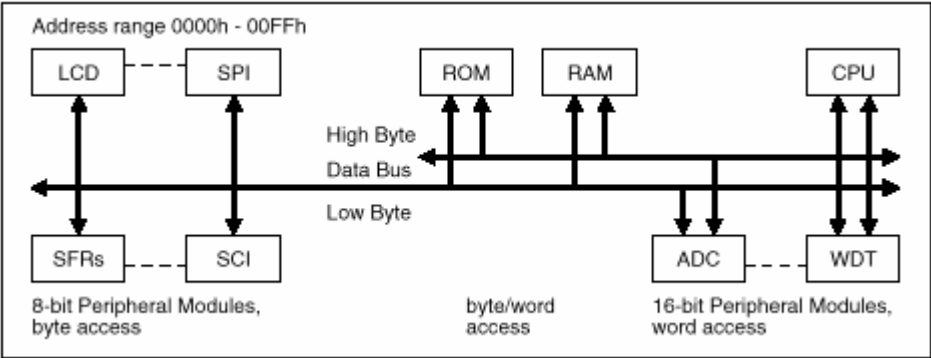 Address range 0000h - 00FFh
LCD SPI ROM RAM CPU
High Byte
Data Bus
Low Byte
SFRs SCI ADC WDT
8-bit Peripheral Modules, byte/word 16-bit Peripheral Modules,
byte access access word access